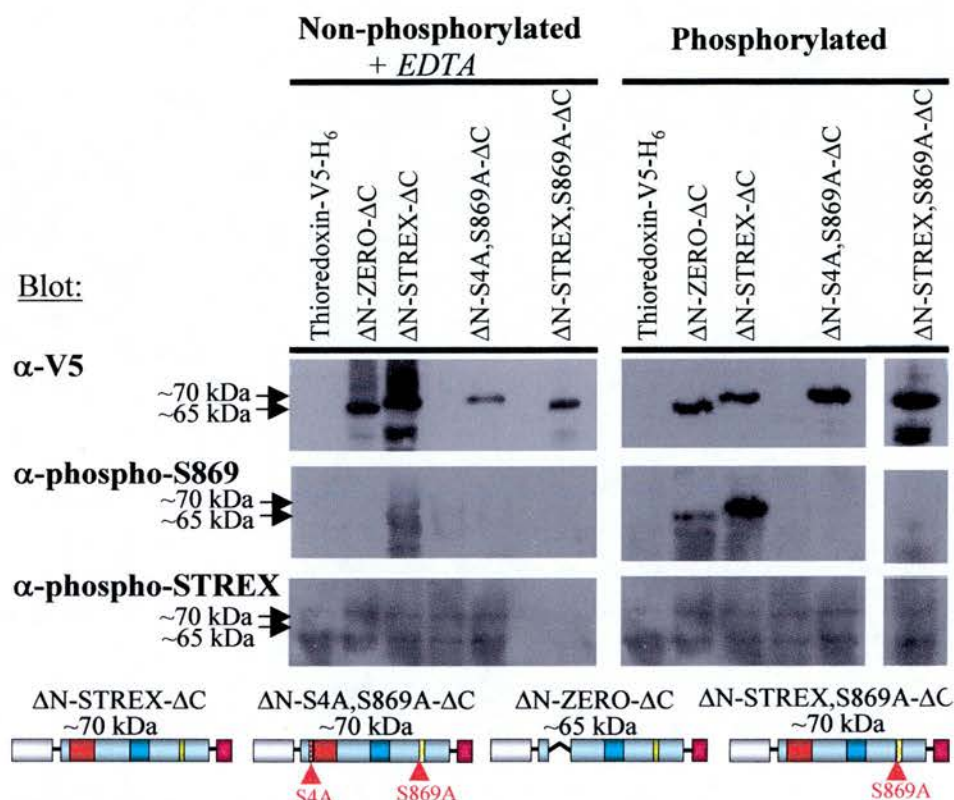 Non-phosphorylated
+ EDTA
Phosphorylated
Thioredoxin-V5-H6
ΔN-ZERO-ΔC
ΔN-STREX-ΔC
ΔN-S4A,S869A-ΔC
ΔN-STREX,S869A-ΔC
Thioredoxin-V5-H6
ΔN-ZERO-ΔC
ΔN-STREX-ΔC
ΔN-S4A,S869A-ΔC
ΔN-STREX,S869A-ΔC
Blot:
α-V5
~70 kDa
~65 kDa
α-phospho-S869
~70 kDa
~65 kDa
α-phospho-STREX
~70 kDa
~65 kDa
ΔN-STREX-ΔC ΔN-S4A,S869A-ΔC ΔN-ZERO-ΔC ΔN-STREX,S869A-ΔC
~70 kDa ~70 kDa ~65 kDa ~70 kDa
S4A S869A S869A